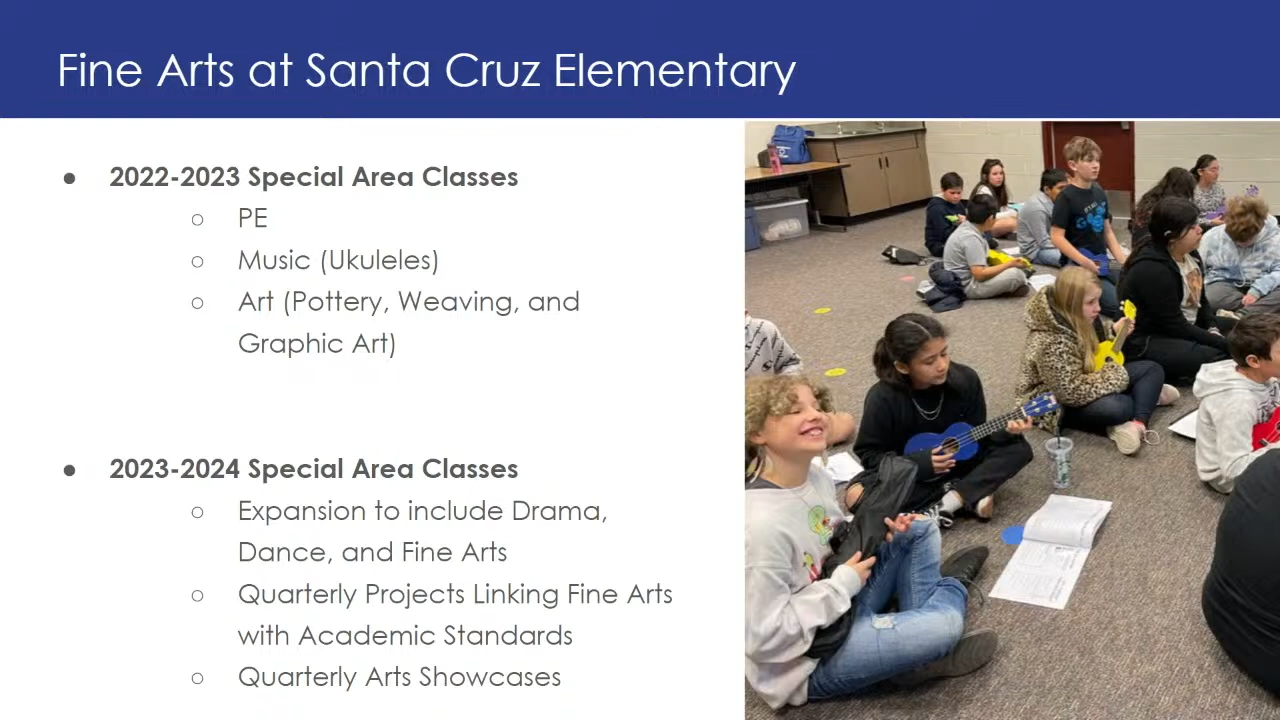 Fine Arts at Santa Cruz Elementary
● 2022-2023 Special Area Classes
○ PE
○ Music (Ukuleles)
○ Art (Pottery, Weaving, and
Graphic Art)
● 2023-2024 Special Area Classes
○ Expansion to include Drama,
Dance, and Fine Arts
○ Quarterly Projects Linking Fine Arts
with Academic Standards
○ Quarterly Arts Showcases